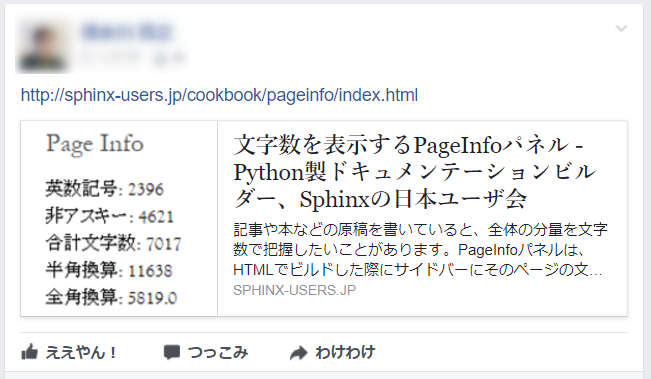 http://sphinx-users.jp/cookbook/pageinfo/index.html
Page Info
英数記号: 2396
非アスキー: 4621
合計文字数: 7017
半角換算: 11638
全角換算: 5819.0
文字数を表示するPageInfoパネル -
Python製ドキュメンテーションビル
ダー、Sphinxの日本ユーザ会
記事や本などの原稿を書いていると、全体の分量を文字
数で把握したいことがあります。PageInfoパネルは、
HTMLでビルドした際にサイドバーにそのページの文...
SPHINX-USERS.JP
ええやん！
つっこみ
わけわけ